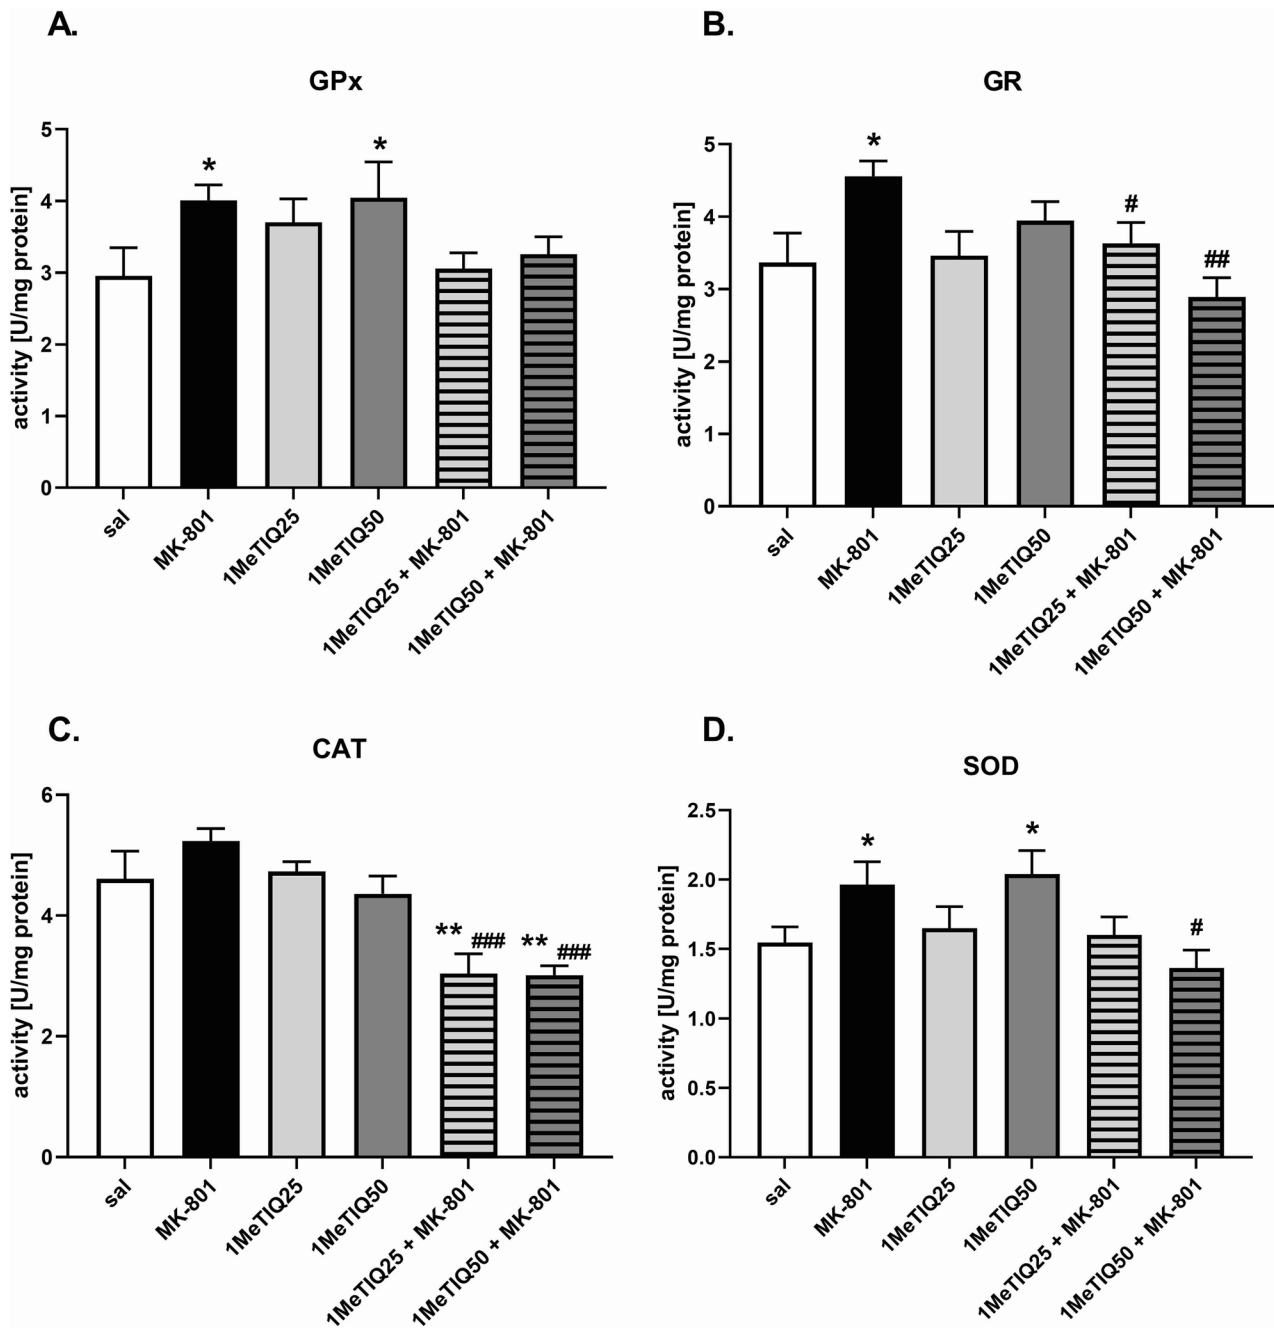 A.
GPx
activity [U/mg protein]
5
4
3
2
1
0
*
*
sal
MK-801
1MeTIQ25
1MeTIQ50
1MeTIQ25 + MK-801
1MeTIQ50 + MK-801
B.
GR
activity [U/mg protein]
5
4
3
2
1
0
*
#
##
sal
MK-801
1MeTIQ25
1MeTIQ50
1MeTIQ25 + MK-801
1MeTIQ50 + MK-801
C.
CAT
activity [U/mg protein]
6
4
2
0
** ###
** ###
sal
MK-801
1MeTIQ25
1MeTIQ50
1MeTIQ25 + MK-801
1MeTIQ50 + MK-801
D.
SOD
activity [U/mg protein]
2.5
2.0
1.5
1.0
0.5
0.0
*
*
#
sal
MK-801
1MeTIQ25
1MeTIQ50
1MeTIQ25 + MK-801
1MeTIQ50 + MK-801